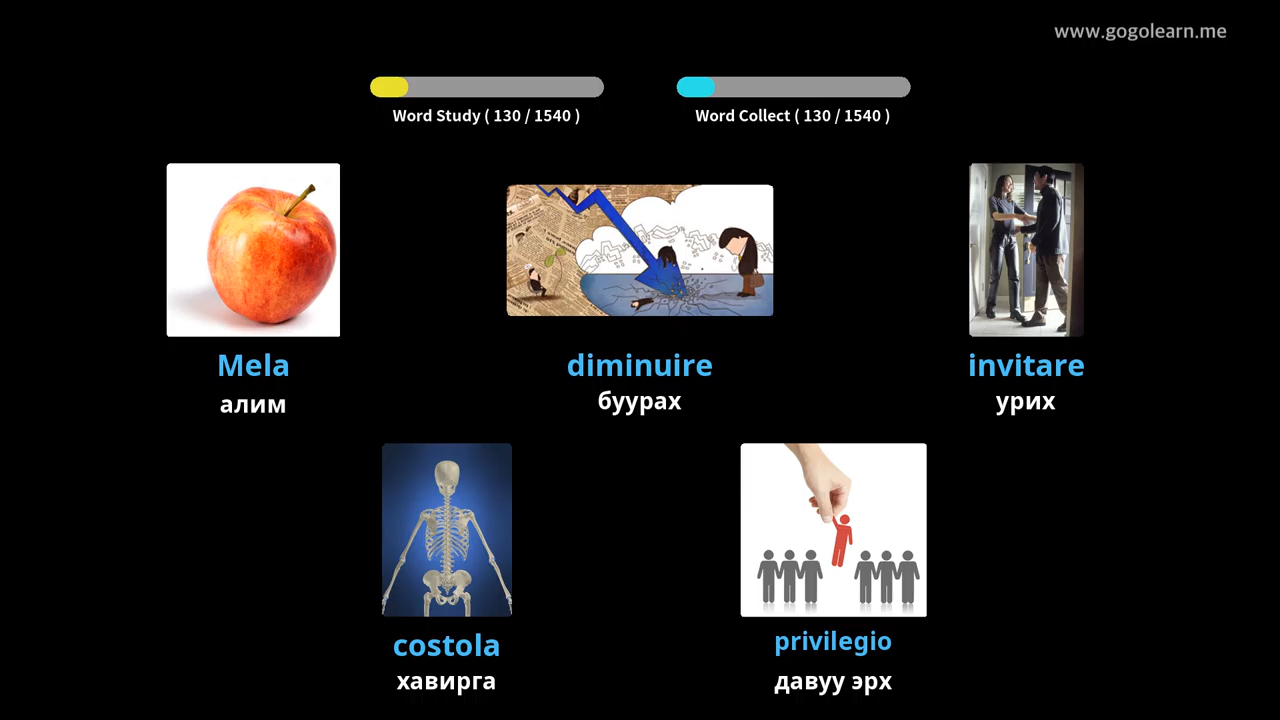 www.gogolearn.me
Word Study ( 130 / 1540 )
Word Collect ( 130 / 1540 )
Mela
алим
diminuire
буурах
invitare
урих
costola
хавирга
privilegio
давуу эрх